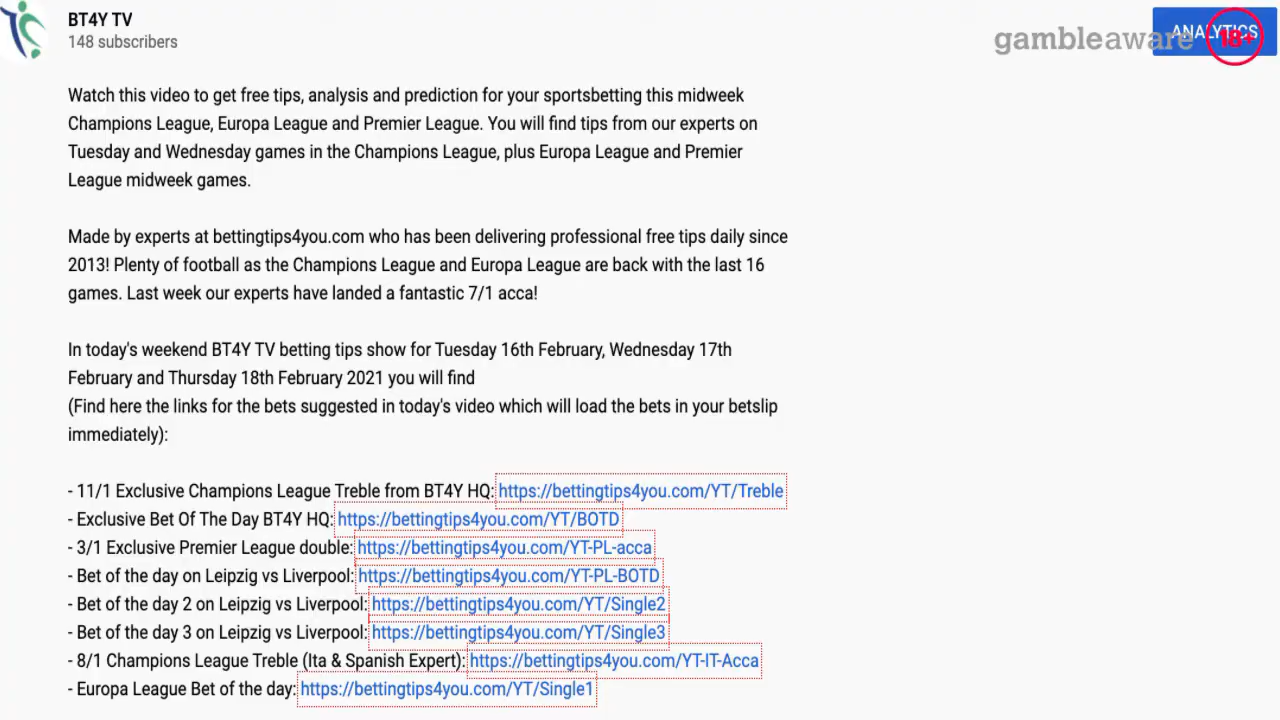 BT4Y TV
148 subscribers
gambleaware
ANALYTICS
18+
Watch this video to get free tips, analysis and prediction for your sportsbetting this midweek
Champions League, Europa League and Premier League. You will find tips from our experts on
Tuesday and Wednesday games in the Champions League, plus Europa League and Premier
League midweek games.
Made by experts at bettingtips4you.com who has been delivering professional free tips daily since
2013! Plenty of football as the Champions League and Europa League are back with the last 16
games. Last week our experts have landed a fantastic 7/1 acca!
In today's weekend BT4Y TV betting tips show for Tuesday 16th February, Wednesday 17th
February and Thursday 18th February 2021 you will find
(Find here the links for the bets suggested in today's video which will load the bets in your betslip
immediately):
- 11/1 Exclusive Champions League Treble from BT4Y HQ: https://bettingtips4you.com/YT/Treble
- Exclusive Bet Of The Day BT4Y HQ: https://bettingtips4you.com/YT/BOTD
- 3/1 Exclusive Premier League double: https://bettingtips4you.com/YT-PL-acca
- Bet of the day on Leipzig vs Liverpool: https://bettingtips4you.com/YT-PL-BOTD
- Bet of the day 2 on Leipzig vs Liverpool: https://bettingtips4you.com/YT/Single2
- Bet of the day 3 on Leipzig vs Liverpool: https://bettingtips4you.com/YT/Single3
- 8/1 Champions League Treble (Ita & Spanish Expert): https://bettingtips4you.com/YT-IT-Acca
- Europa League Bet of the day: https://bettingtips4you.com/YT/Single1